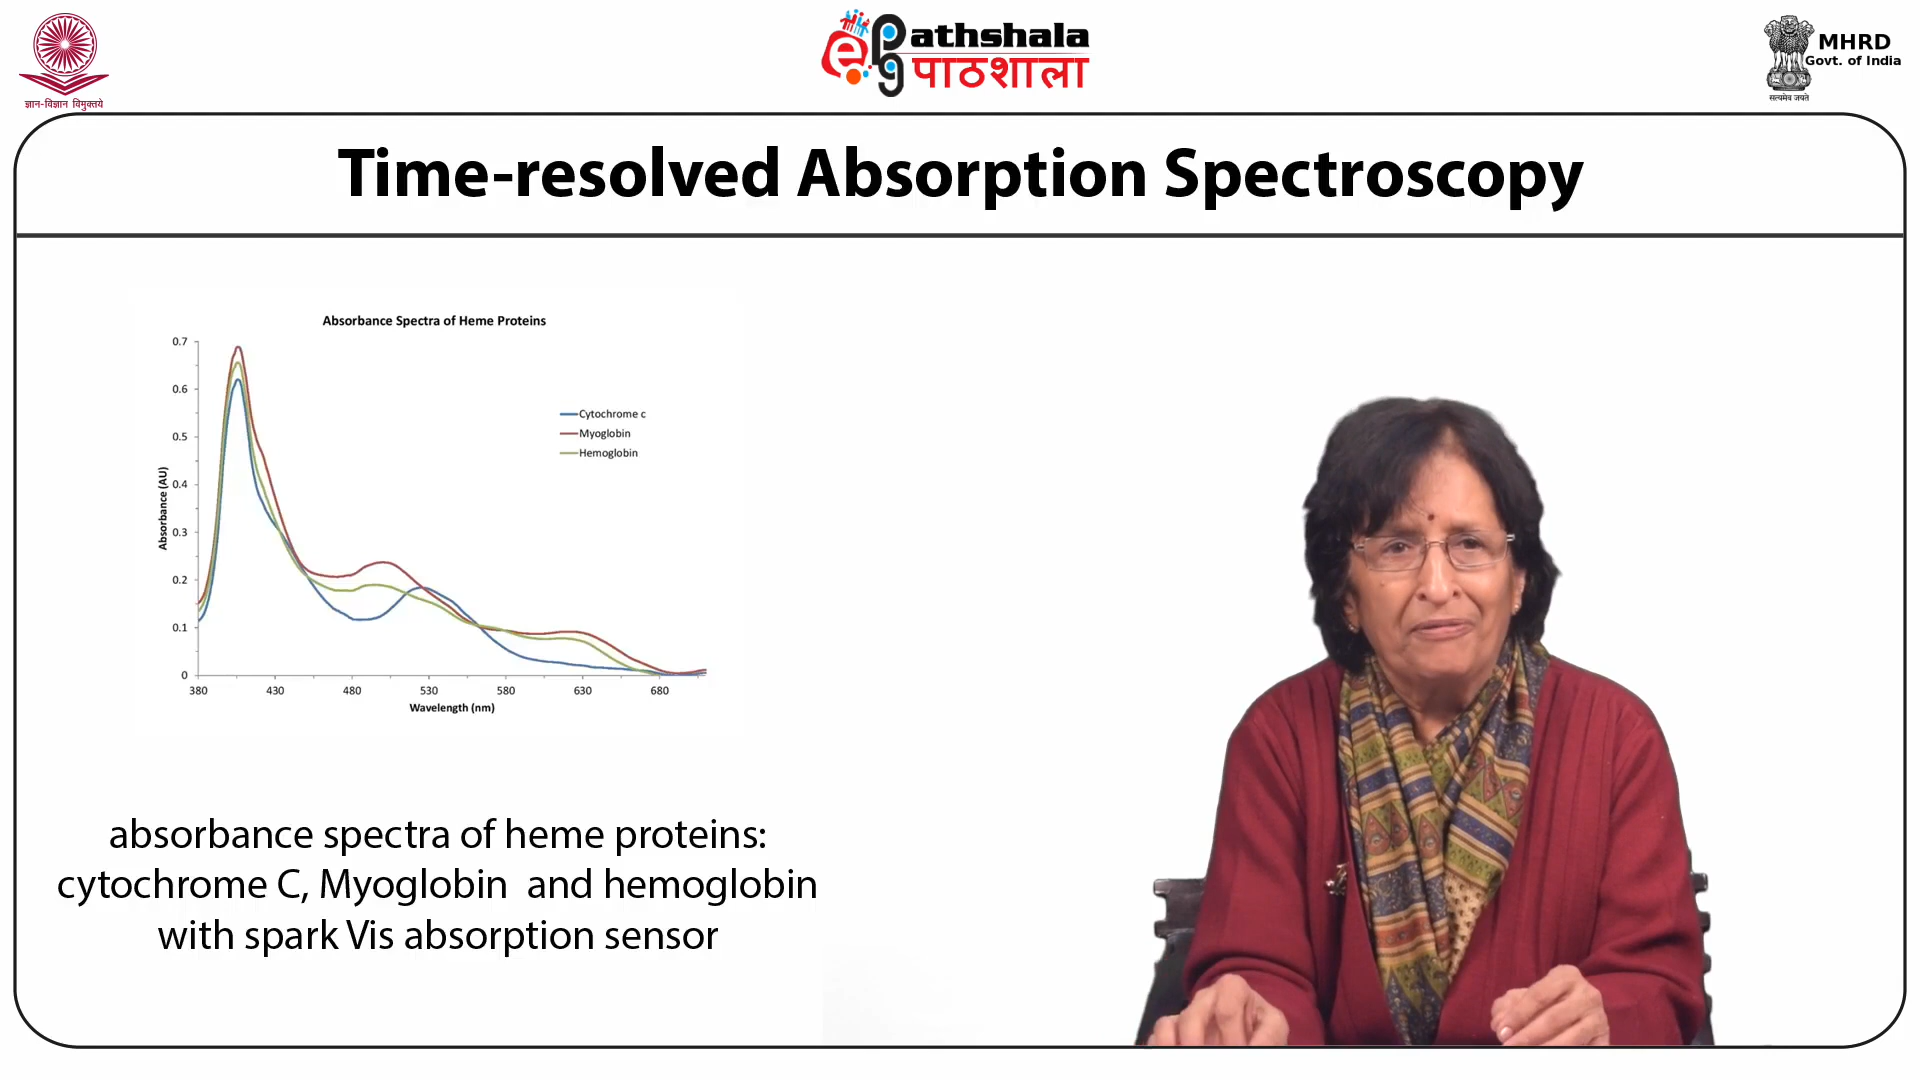 ज्ञान-विज्ञान विमुक्तये
ePathshala
पाठशाला
MHRD
Govt. of India
सत्यमेव जयते
Time-resolved Absorption Spectroscopy
Absorbance Spectra of Heme Proteins
0.7
0.6
0.5
0.4
0.3
0.2
0.1
0
Absorbance (AU)
Cytochrome c
Myoglobin
Hemoglobin
380 430 480 530 580 630 680
Wavelength (nm)
absorbance spectra of heme proteins:
cytochrome C, Myoglobin and hemoglobin
with spark Vis absorption sensor